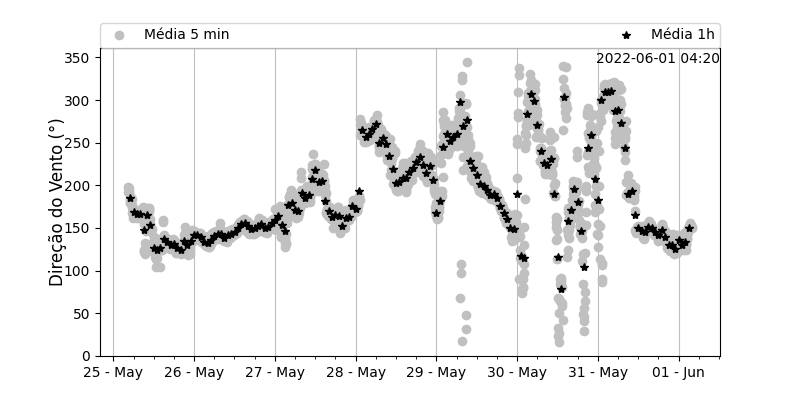 Média 5 min
Média 1h
2022-06-01 04:20
Direção do Vento (°)
350
300
250
200
150
100
50
0
25 - May
26 - May
27 - May
28 - May
29 - May
30 - May
31 - May
01 - Jun